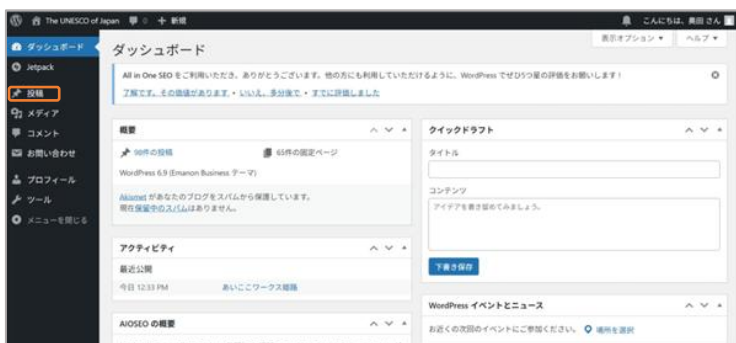 The UNESCO of Japan 0 + 新規
こんにちは、奥田 さん
ダッシュボード
Jetpack
投稿
メディア
コメント
お問い合わせ
プロフィール
ツール
メニューを閉じる
表示オプション ▼
ヘルプ ▼
ダッシュボード
All in One SEO をご利用いただき、ありがとうございます。他の方にも利用していただけるように、WordPress でぜひ5つ星の評価をお願いします!
了解です。その価値があります • いいえ、多分後で • すでに評価しました
概要
90件の投稿
65件の固定ページ
WordPress 6.9 (Emanon Business テーマ)
Akismet があなたのブログをスパムから保護しています。
現在保留中のスパムはありません。
アクティビティ
最近公開
今日 12:33 PM
あいここワークス姫路
AIOSEO の概要
クイックドラフト
タイトル
コンテンツ
アイデアを書き留めてみましょう。
下書き保存
WordPress イベントとニュース
お近くの次回のイベントにご参加ください。
場所を選択